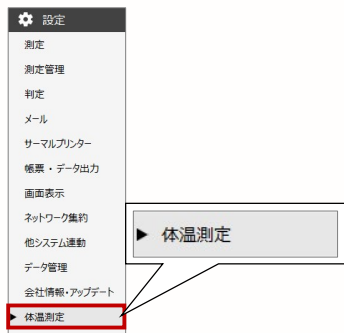 設定
測定
測定管理
判定
メール
サーマルプリンター
帳票・データ出力
画面表示
ネットワーク集約
他システム連動
データ管理
会社情報・アップデート
▶ 体温測定
▶ 体温測定